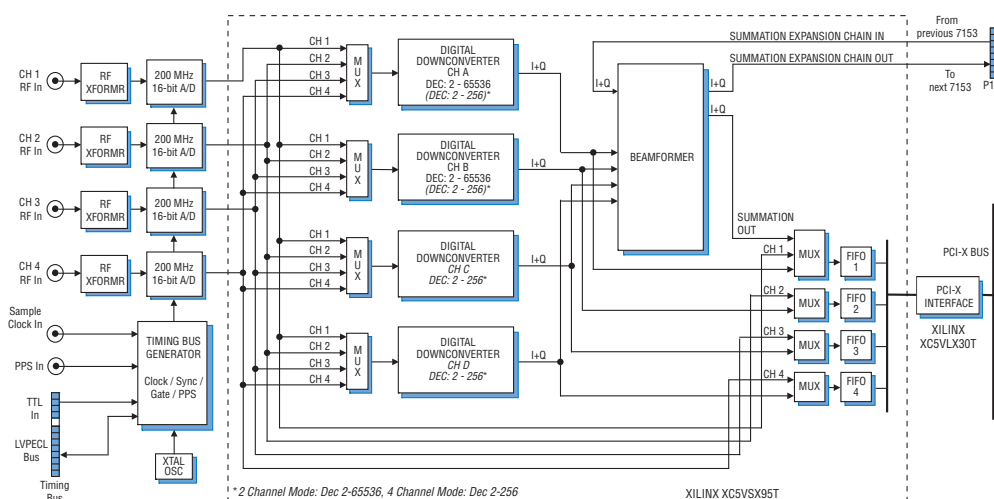 From
previous 7153
SUMMATION EXPANSION CHAIN IN
SUMMATION EXPANSION CHAIN OUT
To
next 7153
P1
CH 1
RF In
RF
XFORMR
200 MHz
16-bit A/D
CH 2
RF In
RF
XFORMR
200 MHz
16-bit A/D
CH 3
RF In
RF
XFORMR
200 MHz
16-bit A/D
CH 4
RF In
RF
XFORMR
200 MHz
16-bit A/D
Sample
Clock In
PPS In
TTL
In
LVPECL
Bus
Timing
Bus
TIMING BUS
GENERATOR
Clock / Sync /
Gate / PPS
XTAL
OSC
CH 1
CH 2
CH 3
CH 4
M
U
X
DIGITAL
DOWNCONVERTER
CH A
DEC: 2 - 65536
(DEC: 2 - 256)*
I+Q
CH 1
CH 2
CH 3
CH 4
M
U
X
DIGITAL
DOWNCONVERTER
CH B
DEC: 2 - 65536
(DEC: 2 - 256)*
I+Q
CH 1
CH 2
CH 3
CH 4
M
U
X
DIGITAL
DOWNCONVERTER
CH C
DEC: 2 - 256*
I+Q
CH 1
CH 2
CH 3
CH 4
M
U
X
DIGITAL
DOWNCONVERTER
CH D
DEC: 2 - 256*
I+Q
I+Q
BEAMFORMER
I+Q
I+Q
SUMMATION
OUT
CH 1
MUX
FIFO
1
CH 2
MUX
FIFO
2
CH 3
MUX
FIFO
3
CH 4
MUX
FIFO
4
PCI-X BUS
PCI-X
INTERFACE
XILINX
XC5VLX30T
* 2 Channel Mode: Dec 2-65536, 4 Channel Mode: Dec 2-256
XILINX XC5VSX95T